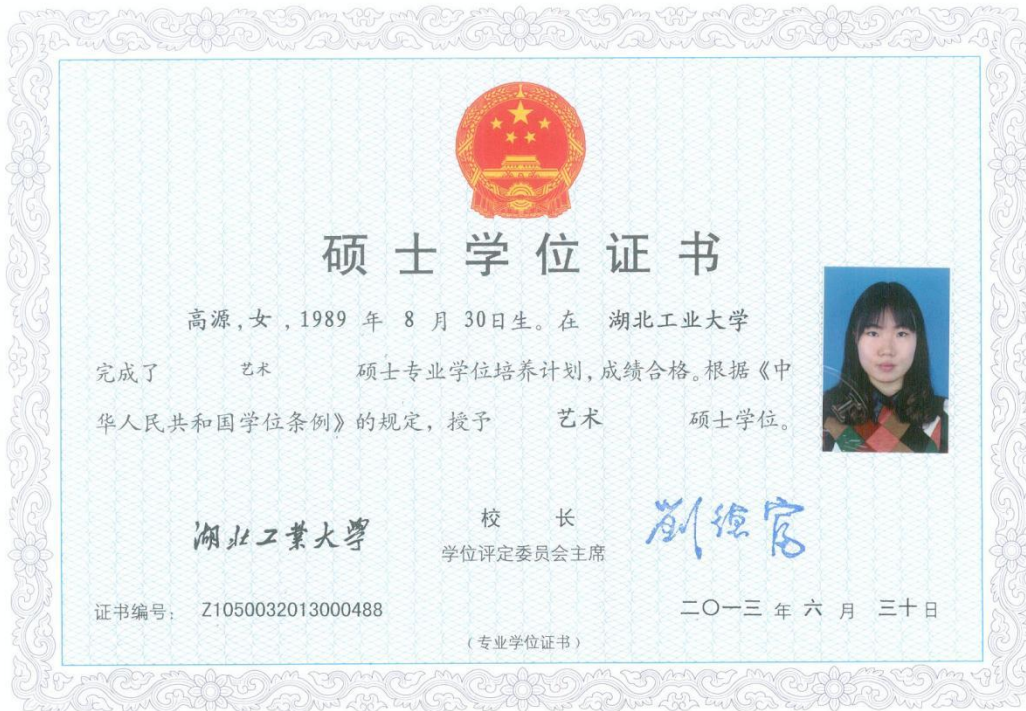 硕士学位证书
高源,女,1989 年 8 月 30日生。在 湖北工业大学
完成了 艺术 硕士专业学位培养计划,成绩合格。根据《中
华人民共和国学位条例》的规定,授予 艺术 硕士学位。
湖北工業大學
校 长
劉德富
学位评定委员会主席
证书编号: Z1050032013000488
二〇一三 年 六 月 三十 日
(专业学位证书)